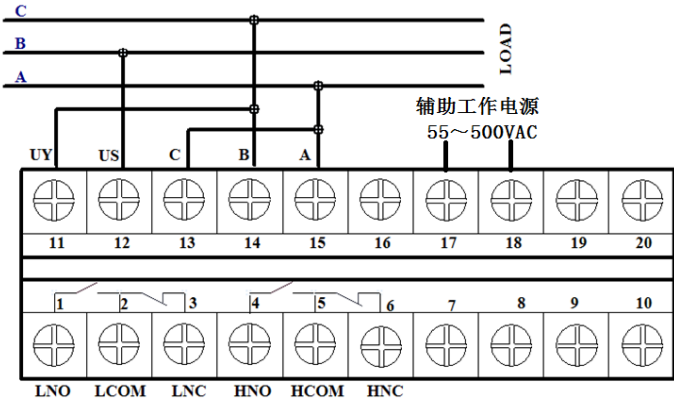 C
B
A
LOAD
辅助工作电源
55～500VAC
UY US C B A
11 12 13 14 15 16 17 18 19 20
1 2 3 4 5 6 7 8 9 10
LNO LCOM LNC HNO HCOM HNC